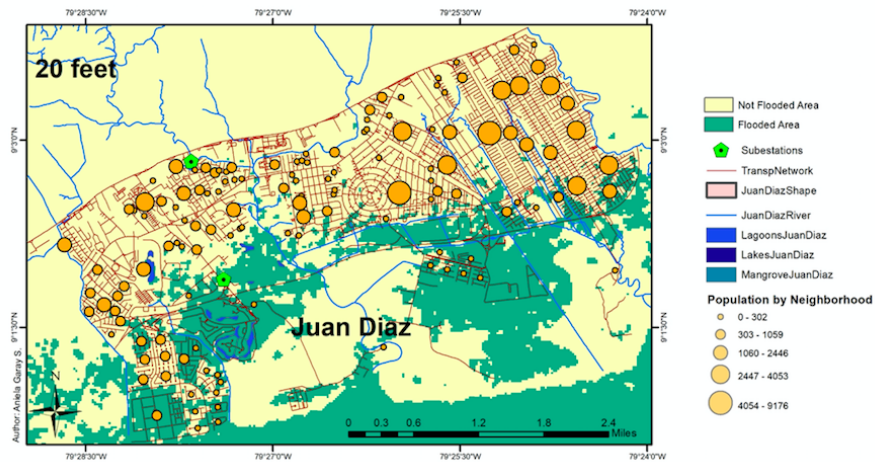 79°28'30"W 79°27'0"W 79°25'30"W 79°24'0"W
20 feet
9°3'0"N 9°3'0"N
9°1'30"N 9°1'30"N
Juan Diaz
Author: Aniela Garay S.
N
0 0.3 0.6 1.2 1.8 2.4
Miles
79°28'30"W 79°27'0"W 79°25'30"W 79°24'0"W
Not Flooded Area
Flooded Area
Subestations
TranspNetwork
JuanDiazShape
JuanDiazRiver
LagoonsJuanDiaz
LakesJuanDiaz
MangroveJuanDiaz
Population by Neighborhood
0 - 302
303 - 1059
1060 - 2446
2447 - 4053
4054 - 9176